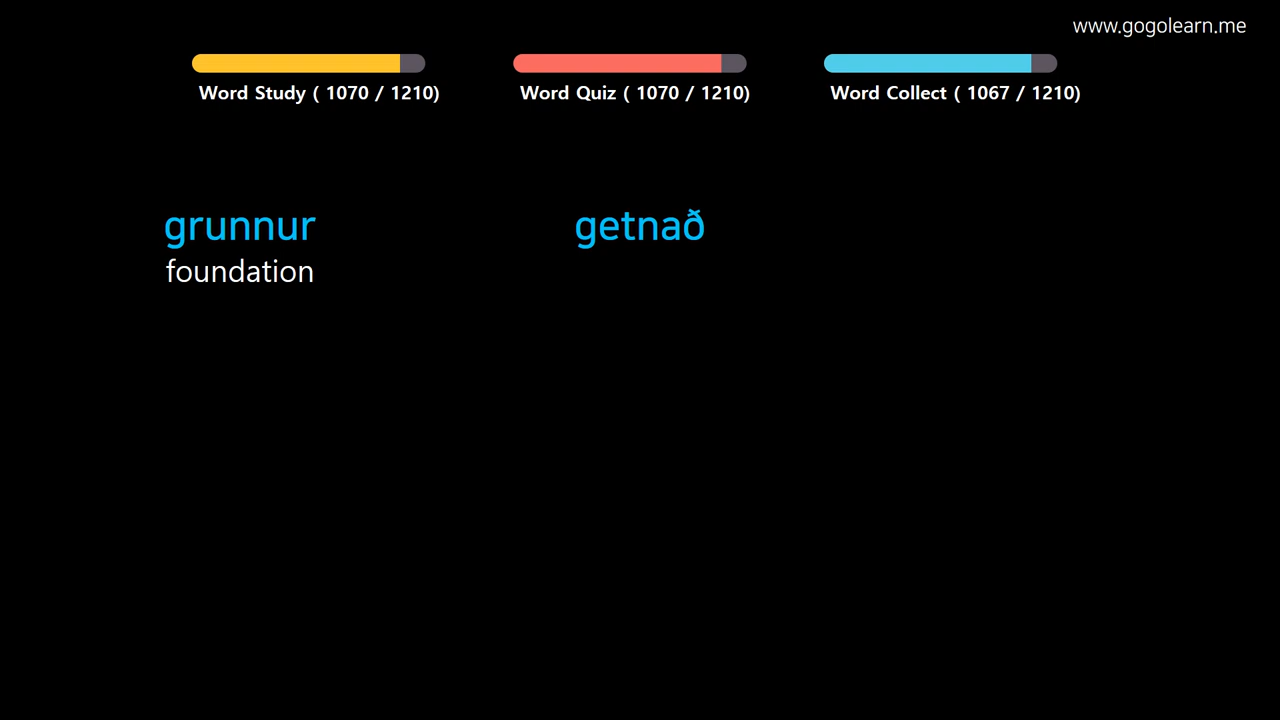 www.gogolearn.me
Word Study ( 1070 / 1210)
Word Quiz ( 1070 / 1210)
Word Collect ( 1067 / 1210)
grunnur
foundation
getnað